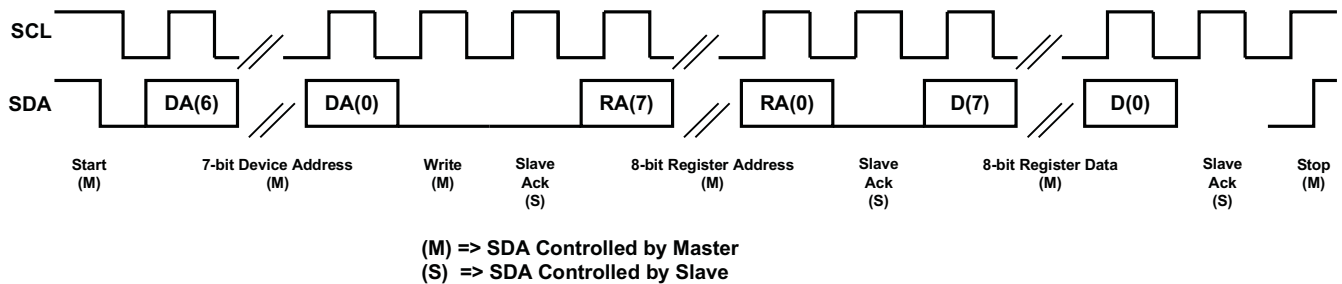 SCL
SDA
DA(6)
DA(0)
RA(7)
RA(0)
D(7)
D(0)
Start
(M)
7-bit Device Address
(M)
Write
(M)
Slave
Ack
(S)
8-bit Register Address
(M)
Slave
Ack
(S)
8-bit Register Data
(M)
Slave
Ack
(S)
Stop
(M)
(M) => SDA Controlled by Master
(S) => SDA Controlled by Slave